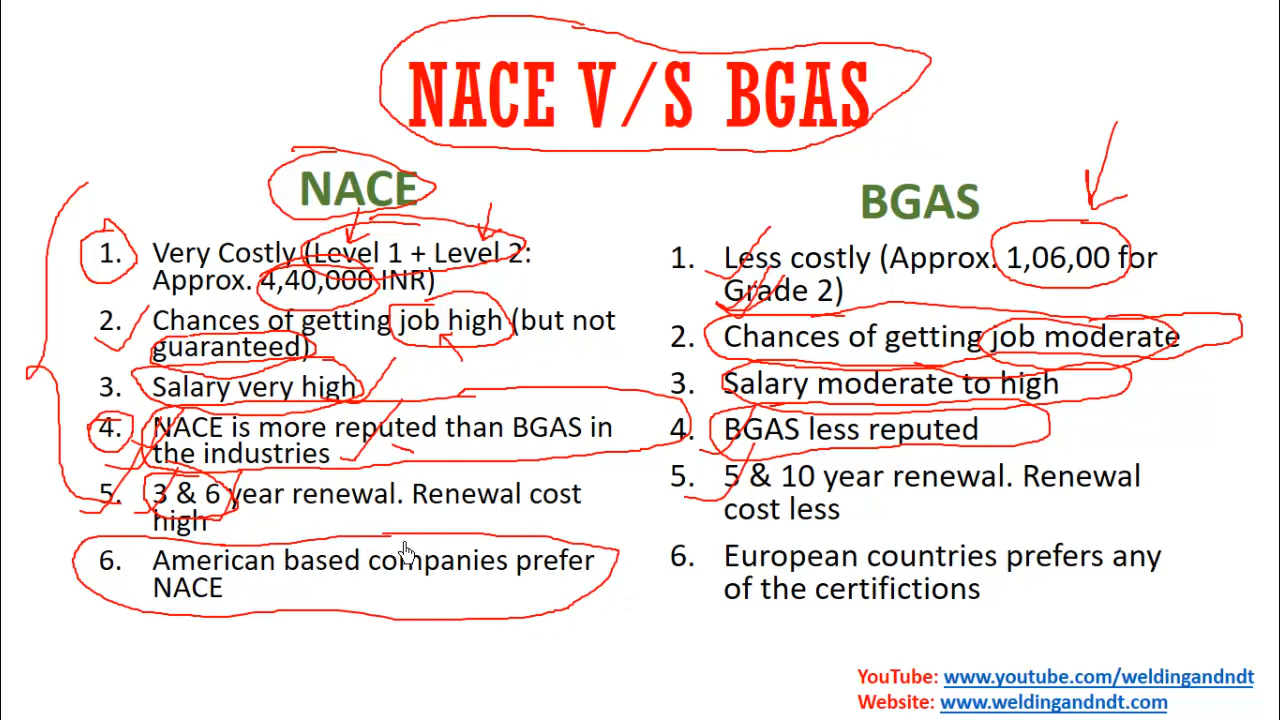 NACE V/S BGAS
NACE
1. Very Costly (Level 1 + Level 2:
Approx. 4,40,000 INR)
2. Chances of getting job high (but not
guaranteed)
3. Salary very high
4. NACE is more reputed than BGAS in
the industries
5. 3 & 6 year renewal. Renewal cost
high
6. American based companies prefer
NACE
BGAS
1. Less costly (Approx. 1,06,00 for
Grade 2)
2. Chances of getting job moderate
3. Salary moderate to high
4. BGAS less reputed
5. 5 & 10 year renewal. Renewal
cost less
6. European countries prefers any
of the certifictions
YouTube: www.youtube.com/weldingandndt
Website: www.weldingandndt.com